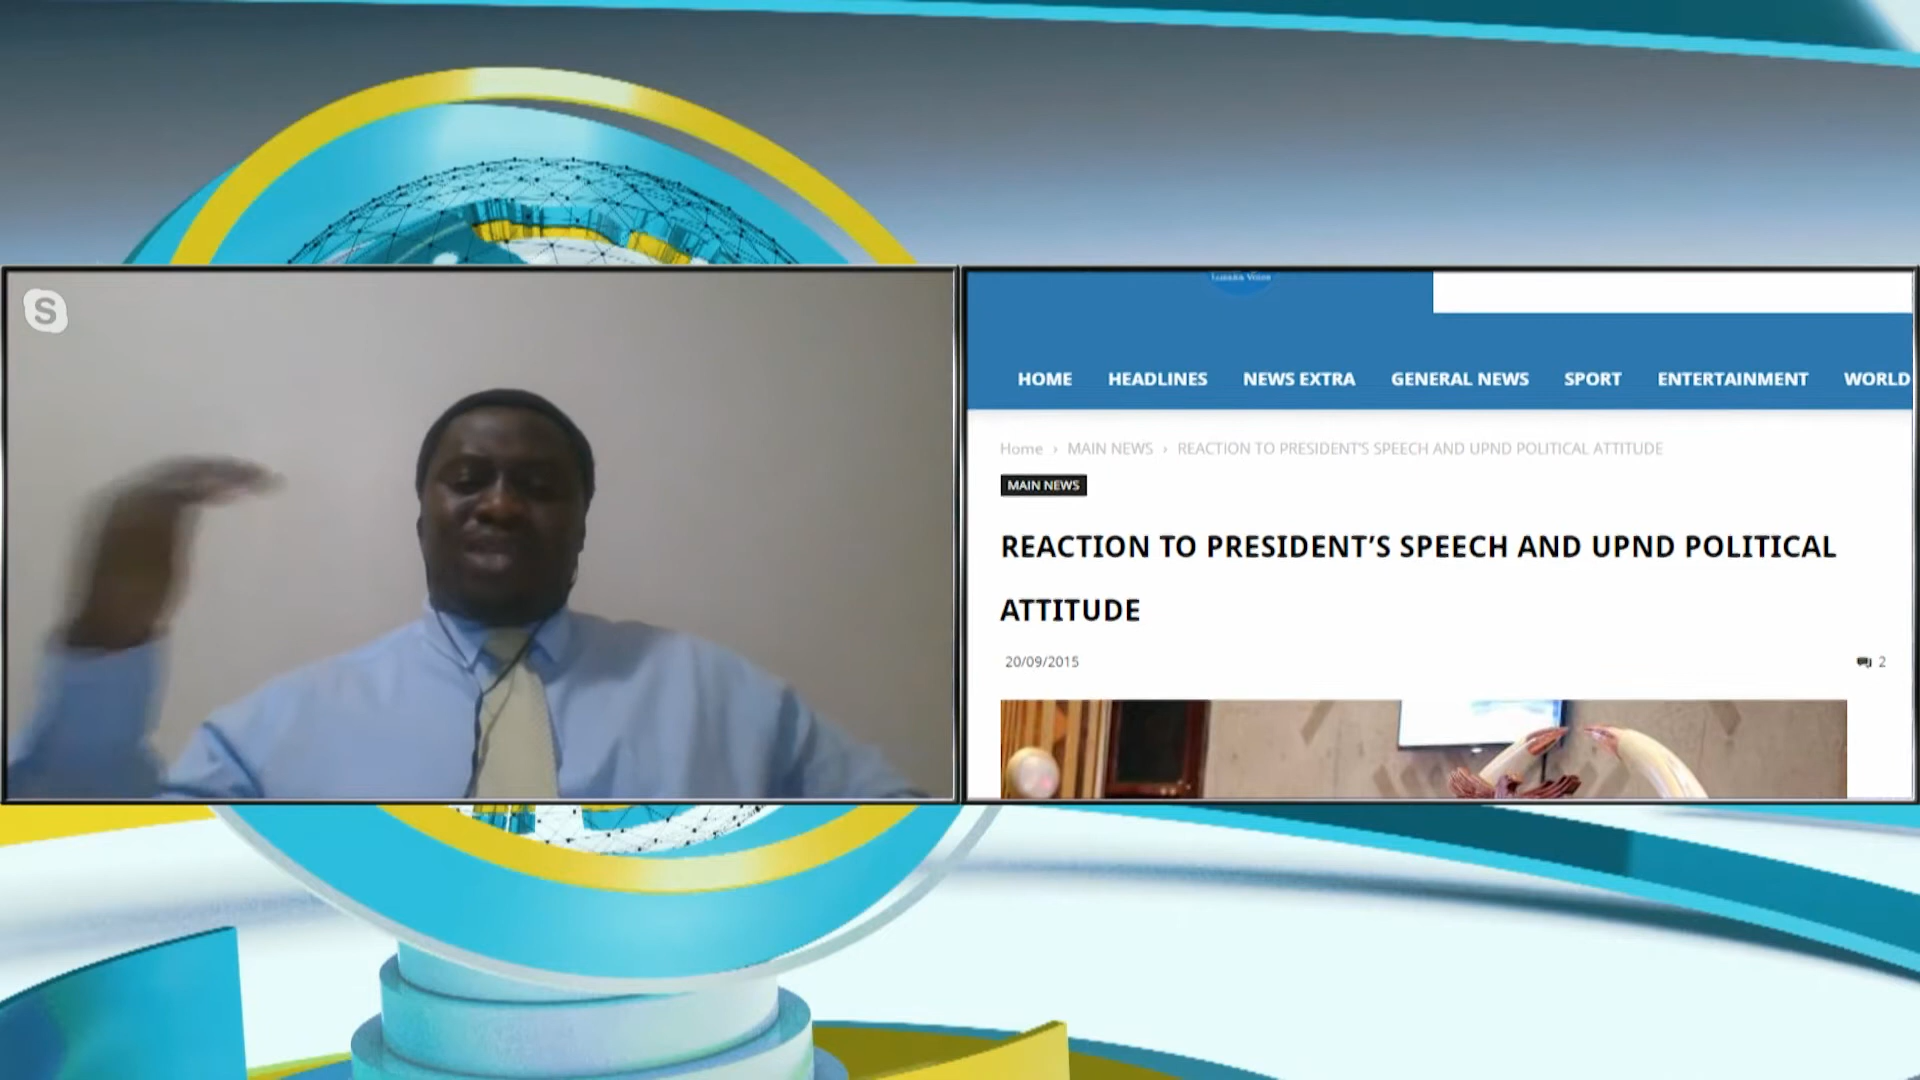 S
HOME HEADLINES NEWS EXTRA GENERAL NEWS SPORT ENTERTAINMENT WORLD
Home › MAIN NEWS › REACTION TO PRESIDENT'S SPEECH AND UPND POLITICAL ATTITUDE
MAIN NEWS
REACTION TO PRESIDENT’S SPEECH AND UPND POLITICAL
ATTITUDE
20/09/2015
2